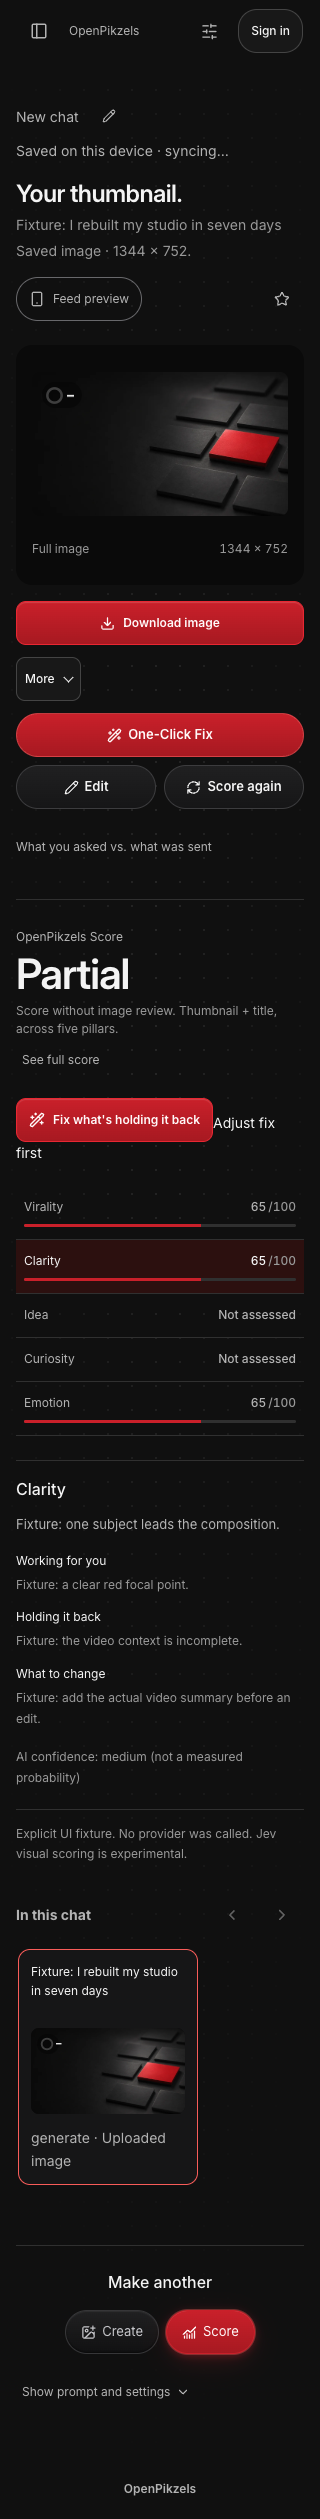 OpenPikzels
Sign in
New chat
Saved on this device · syncing...
Your thumbnail.
Fixture: I rebuilt my studio in seven days
Saved image · 1344 × 752.
Feed preview
Full image
1344 × 752
Download image
More
One-Click Fix
Edit
Score again
What you asked vs. what was sent
OpenPikzels Score
Partial
Score without image review. Thumbnail + title,
across five pillars.
See full score
Fix what's holding it back
Adjust fix
first
Virality
65/100
Clarity
65/100
Idea
Not assessed
Curiosity
Not assessed
Emotion
65/100
Clarity
Fixture: one subject leads the composition.
Working for you
Fixture: a clear red focal point.
Holding it back
Fixture: the video context is incomplete.
What to change
Fixture: add the actual video summary before an
edit.
AI confidence: medium (not a measured
probability)
Explicit UI fixture. No provider was called. Jev
visual scoring is experimental.
In this chat
Fixture: I rebuilt my studio
in seven days
generate · Uploaded
image
Make another
Create
Score
Show prompt and settings
OpenPikzels